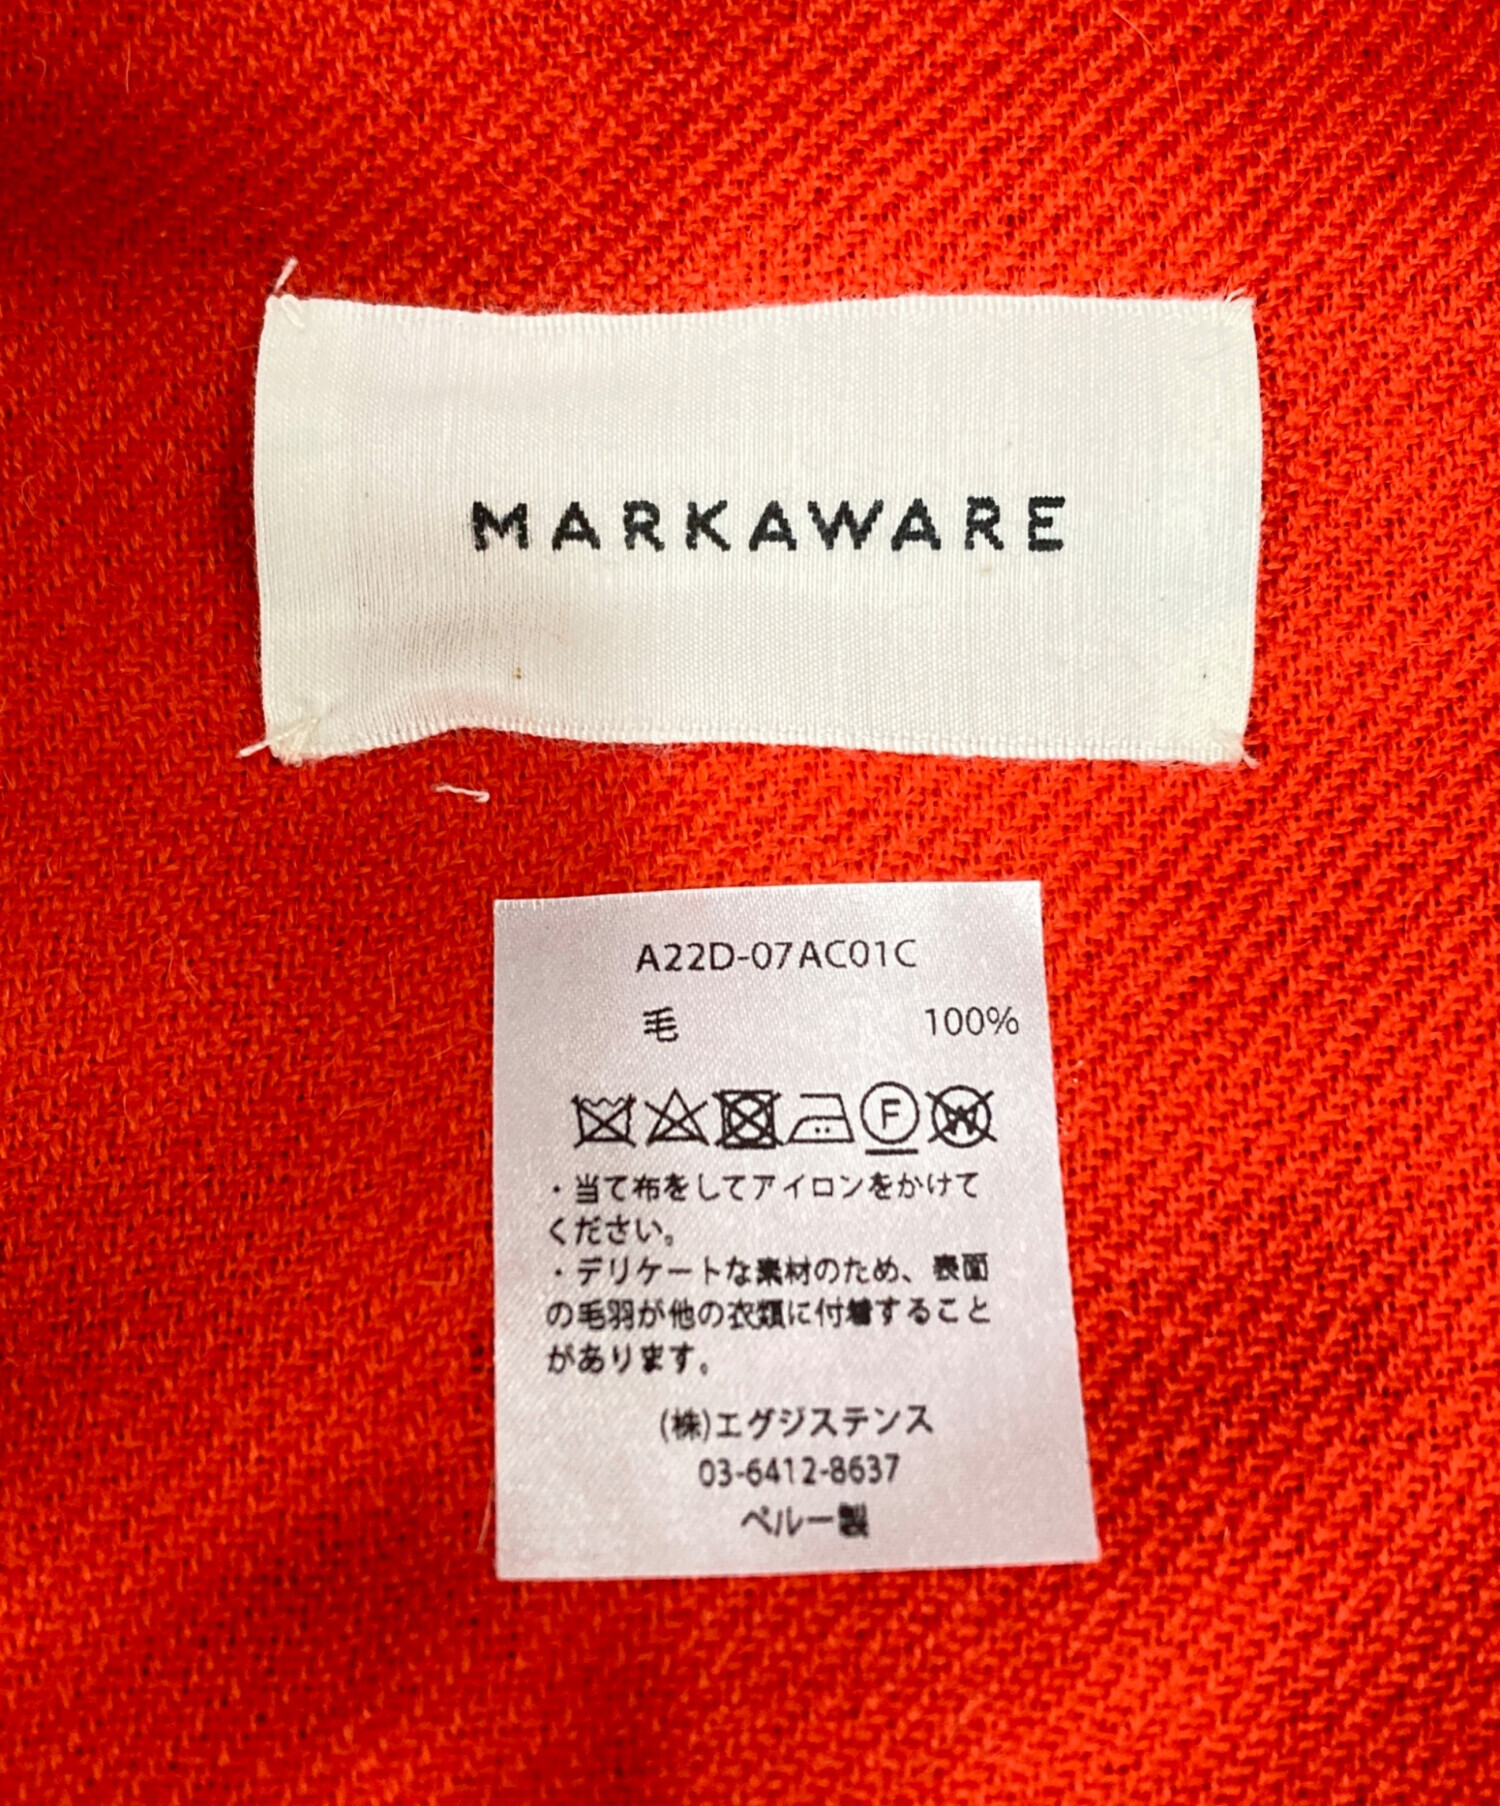 MARKAWARE
A22D-07AC01C
毛 100%
F W
・当て布をしてアイロンをかけて
ください。
・デリケートな素材のため、表面
の毛羽が他の衣類に付着すること
があります。
(株)エグジステンス
03-6412-8637
ペルー製